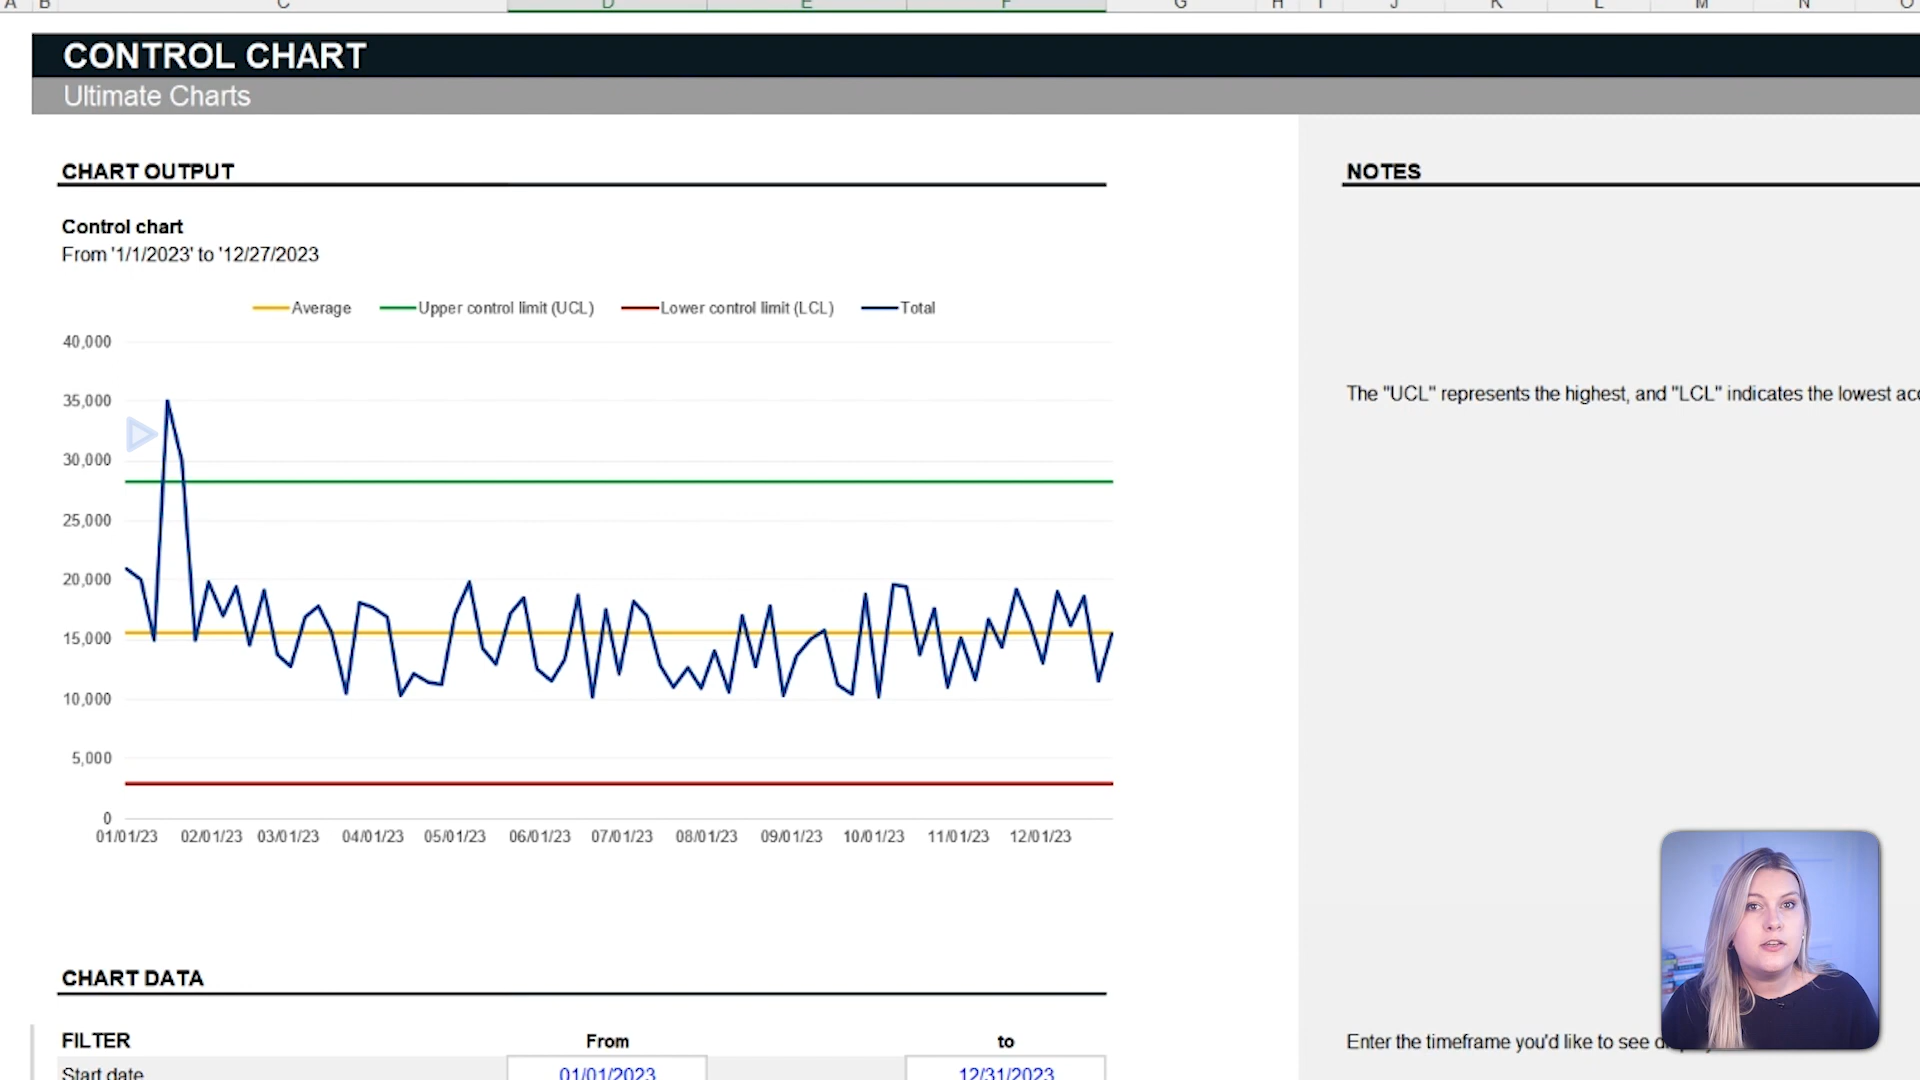 A B C D E F G H I J K L M N O
CONTROL CHART
Ultimate Charts
CHART OUTPUT
NOTES
Control chart
From '1/1/2023' to '12/27/2023
Average Upper control limit (UCL) Lower control limit (LCL) Total
40,000
35,000
The "UCL" represents the highest, and "LCL" indicates the lowest
30,000
25,000
20,000
15,000
10,000
5,000
0
01/01/23 02/01/23 03/01/23 04/01/23 05/01/23 06/01/23 07/01/23 08/01/23 09/01/23 10/01/23 11/01/23 12/01/23
CHART DATA
FILTER From to
Enter the timeframe you'd like to see
Start date 01/01/2023 12/31/2023